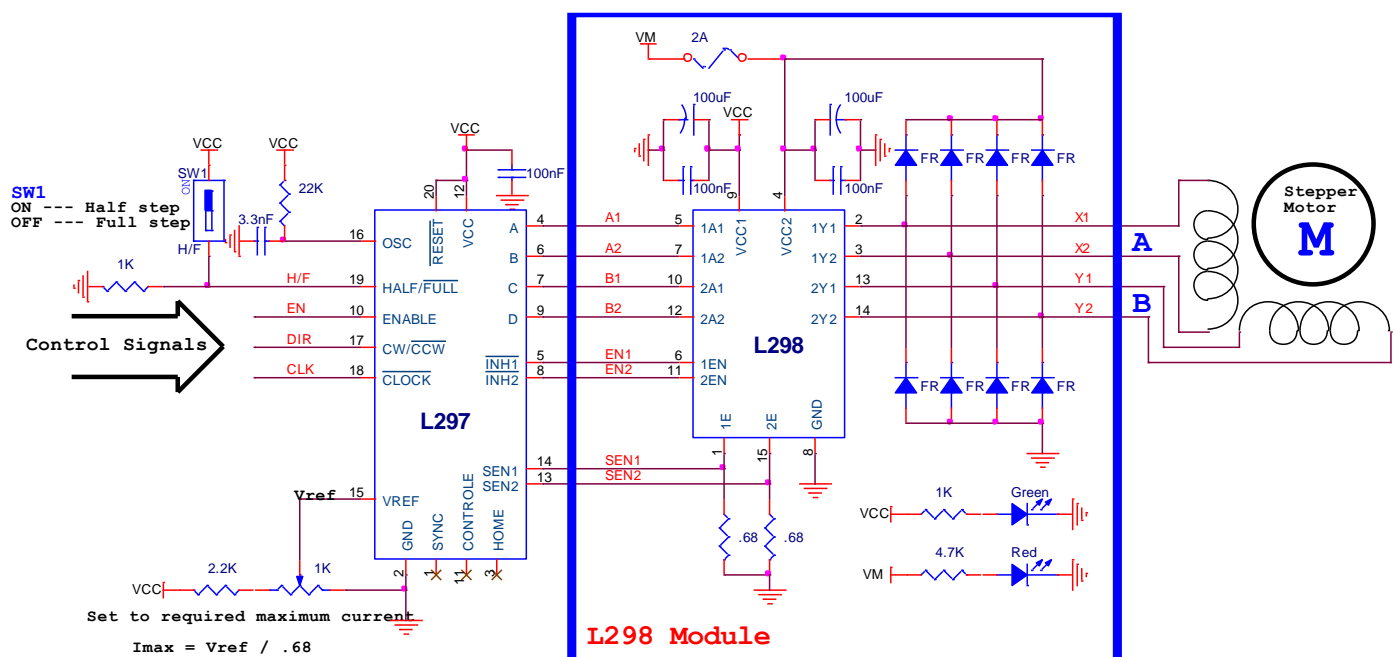 VM
2A
100uF
VCC
100uF
100nF
100nF
VCC
VCC
VCC
SW1
ON
22K
100nF
SW1
ON --- Half step
OFF --- Full step
3.3nF
H/F
1K
Control Signals
H/F
EN
DIR
CLK
16
19
10
17
18
15
OSC
HALF/FULL
ENABLE
CW/CCW
CLOCK
VREF
20
12
RESET
VCC
L297
A
B
C
D
INH1
INH2
SEN1
SEN2
GND
SYNC
CONTROLE
HOME
2
1
11
3
4
6
7
9
5
8
14
13
A1
A2
B1
B2
EN1
EN2
SEN1
SEN2
5
7
10
12
6
11
9
4
1A1
1A2
2A1
2A2
1EN
2EN
VCC1
VCC2
L298
1Y1
1Y2
2Y1
2Y2
1E
2E
GND
1
15
8
2
3
13
14
.68
.68
FR
FR
FR
FR
FR
FR
FR
FR
X1
X2
Y1
Y2
A
B
Stepper
Motor
M
VCC
1K
Green
VM
4.7K
Red
Vref
VCC
2.2K
1K
Set to required maximum current
Imax = Vref / .68
L298 Module